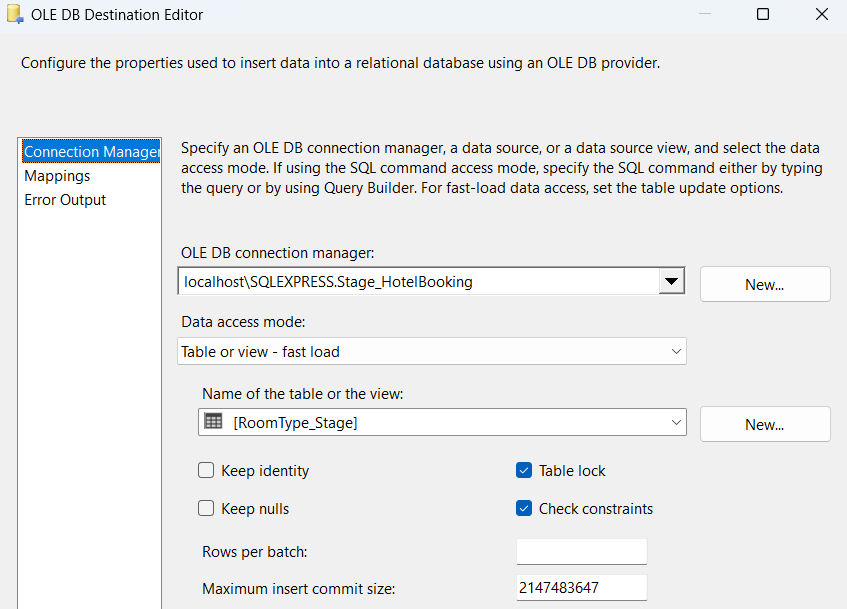 OLE DB Destination Editor
Configure the properties used to insert data into a relational database using an OLE DB provider.
Connection Manager
Mappings
Error Output
Specify an OLE DB connection manager, a data source, or a data source view, and select the data
access mode. If using the SQL command access mode, specify the SQL command either by typing
the query or by using Query Builder. For fast-load data access, set the table update options.
OLE DB connection manager:
localhost\SQLEXPRESS.Stage_HotelBooking
New...
Data access mode:
Table or view - fast load
Name of the table or the view:
[RoomType_Stage]
New...
Keep identity
Table lock
Keep nulls
Check constraints
Rows per batch:
Maximum insert commit size:
2147483647